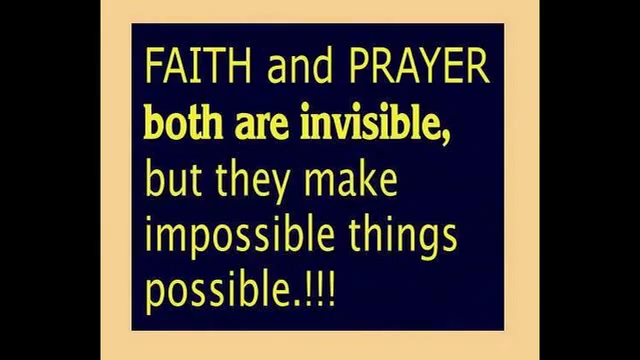 FAITH and PRAYER
both are invisible,
but they make
impossible things
possible.!!!